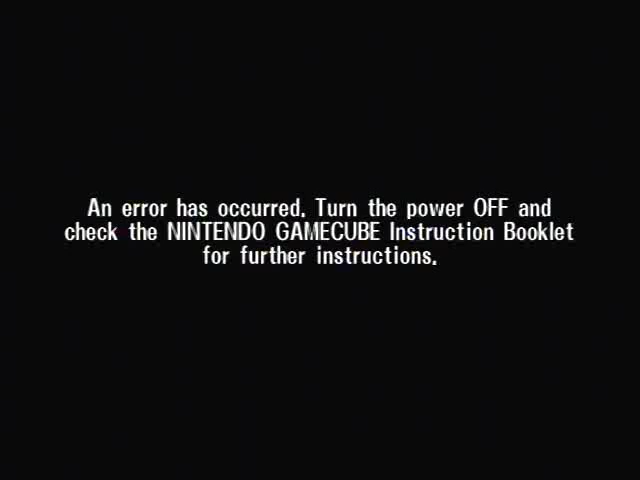 An error has occurred. Turn the power OFF and
check the NINTENDO GAMECUBE Instruction Booklet
for further instructions.